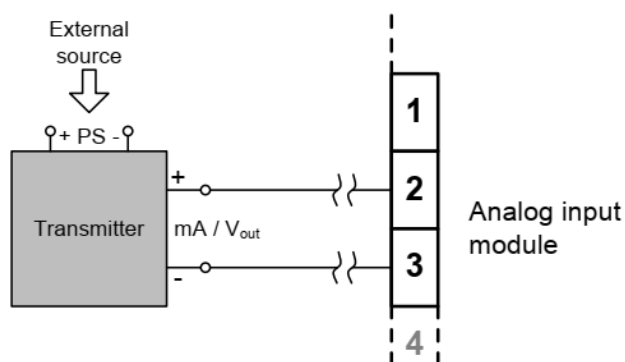 External
source
+ PS -
1
+
2
Transmitter
mA / Vout
Analog input
module
-
3
4